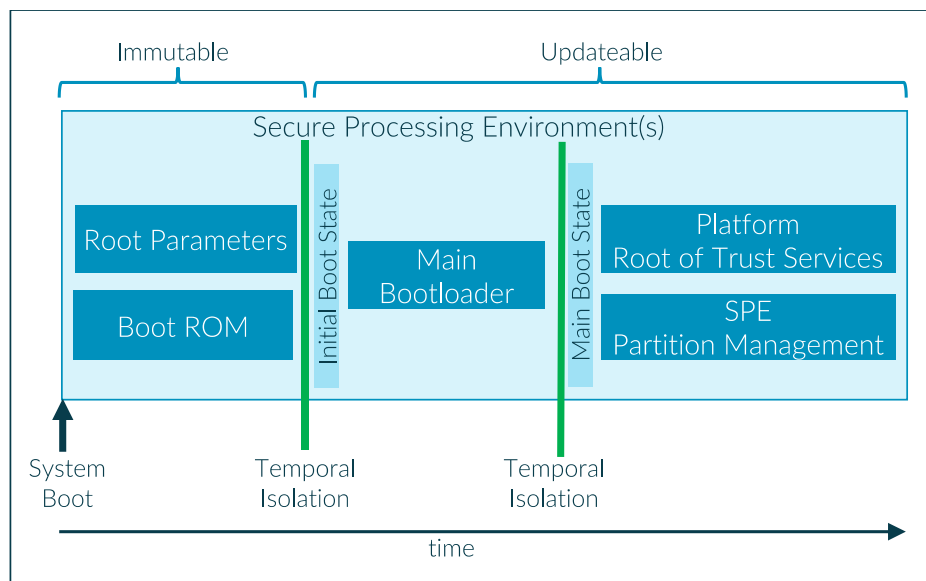 Immutable
Updateable
Secure Processing Environment(s)
Root Parameters
Boot ROM
Initial Boot State
Main
Bootloader
Main Boot State
Platform
Root of Trust Services
SPE
Partition Management
System
Boot
Temporal
Isolation
Temporal
Isolation
time